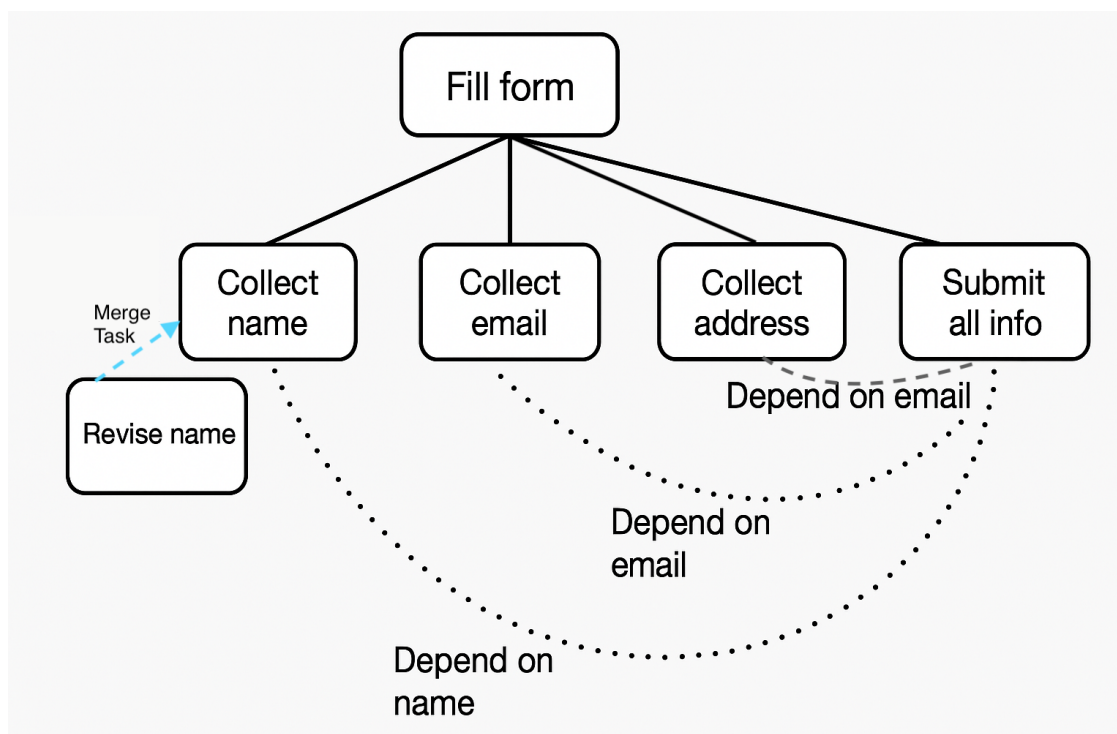 Fill form
Collect
name
Collect
email
Collect
address
Submit
all info
Merge
Task
Revise name
Depend on email
Depend on
email
Depend on
name